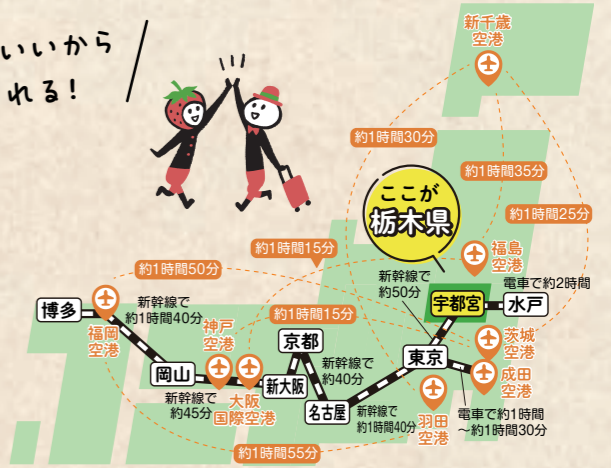 いいから
れる!
新千歳
空港
約1時間30分
約1時間35分
約1時間25分
ここが
栃木県
福島
空港
約1時間15分
約1時間50分
新幹線で
約50分
電車で約2時間
宇都宮
水戸
博多
福岡
空港
新幹線で
約1時間40分
神戸
空港
約1時間15分
京都
茨城
空港
岡山
新幹線で
約45分
大阪
国際空港
新大阪
新幹線で
約40分
名古屋
新幹線で
約1時間40分
東京
成田
空港
羽田
空港
電車で約1時間
~約1時間30分
約1時間55分